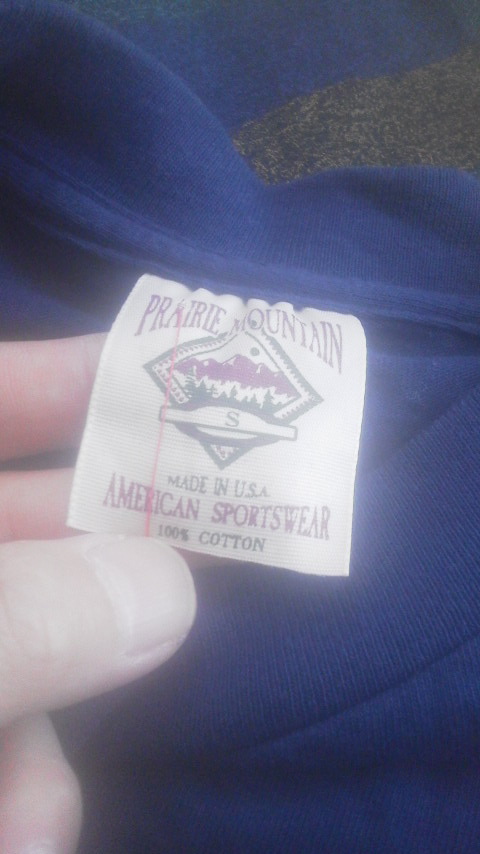 PRAIRIE MOUNTAIN
S
MADE IN U.S.A.
AMERICAN SPORTSWEAR
100% COTTON